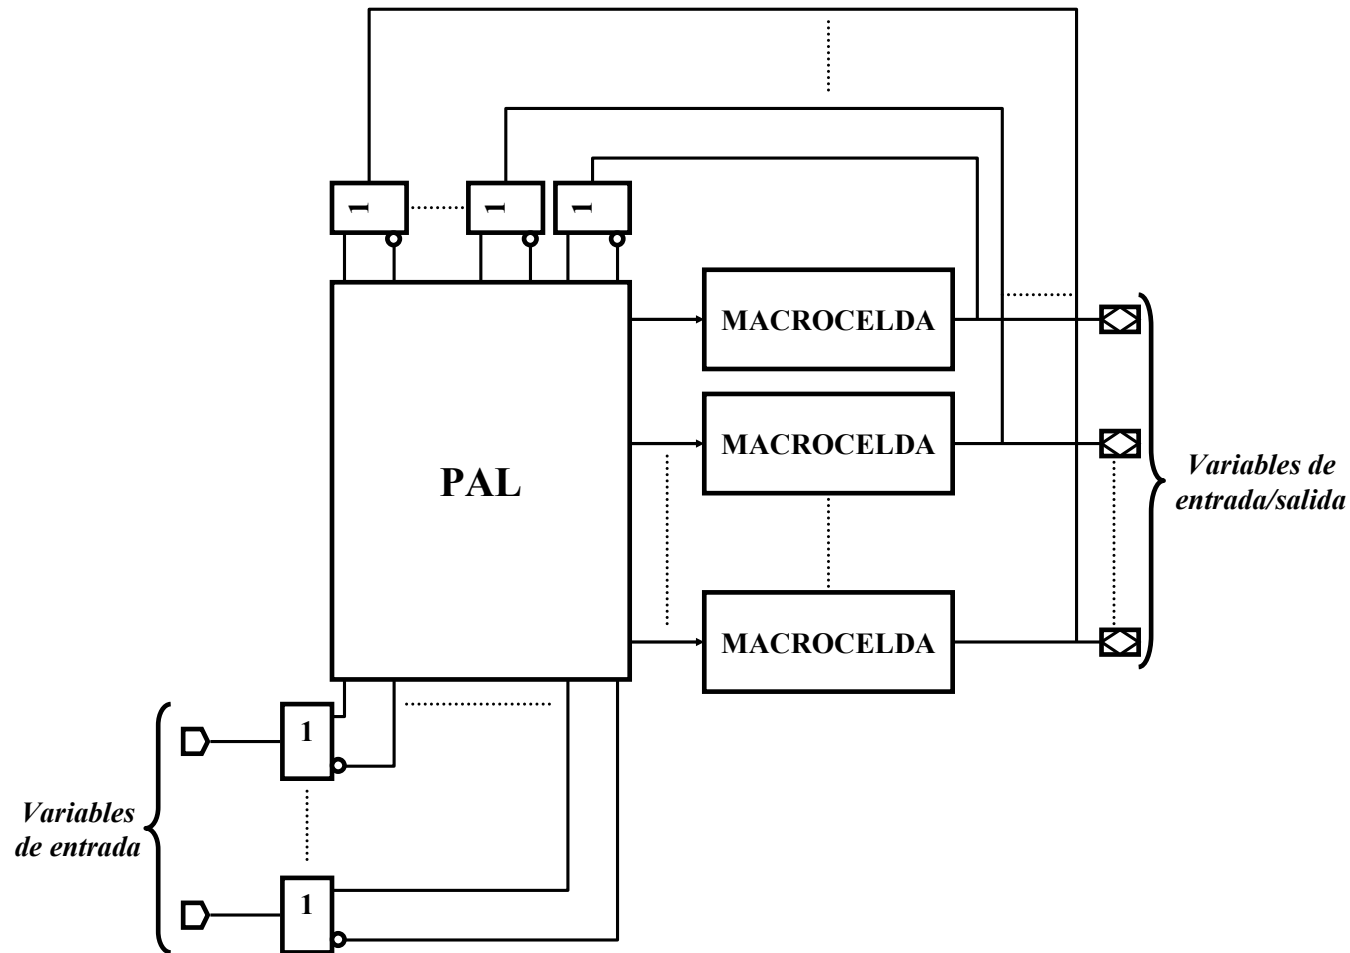 1
1
1
MACROCELDA
MACROCELDA
PAL
Variables de
entrada/salida
MACROCELDA
1
Variables
de entrada
1